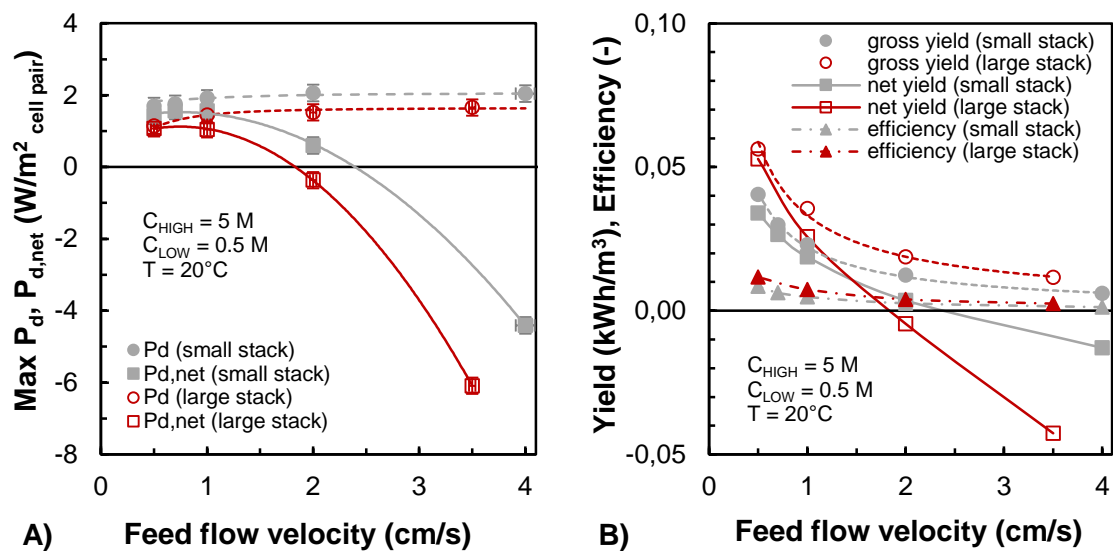 Max P_d, P_d,net (W/m² cell pair)
4
2
0
-2
-4
-6
-8
C_HIGH = 5 M
C_LOW = 0.5 M
T = 20°C
Pd (small stack)
Pd,net (small stack)
Pd (large stack)
Pd,net (large stack)
0
1
2
3
4
Feed flow velocity (cm/s)
A)
Yield (kWh/m³), Efficiency (-)
0,10
0,05
0,00
-0,05
gross yield (small stack)
gross yield (large stack)
net yield (small stack)
net yield (large stack)
efficiency (small stack)
efficiency (large stack)
C_HIGH = 5 M
C_LOW = 0.5 M
T = 20°C
0
1
2
3
4
Feed flow velocity (cm/s)
B)